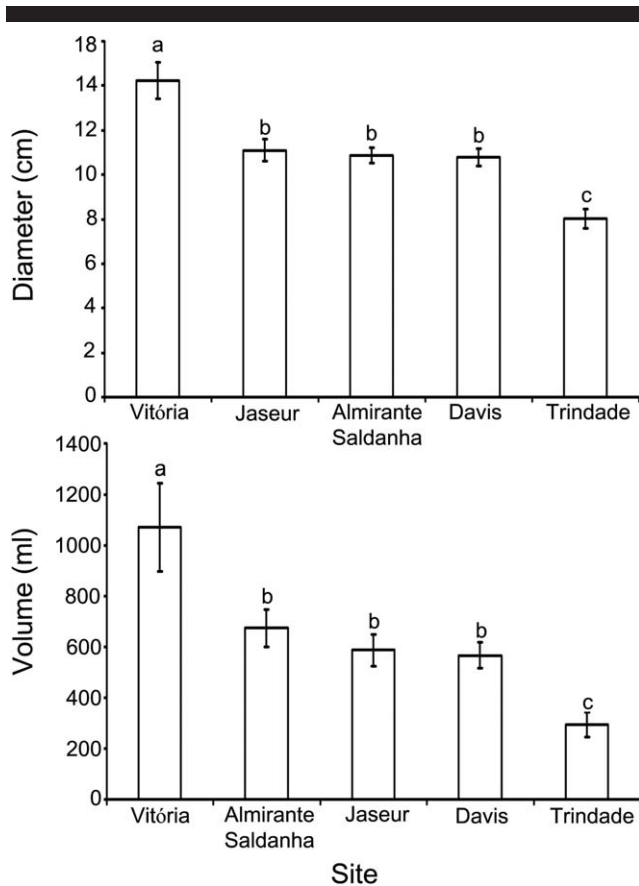 Diameter (cm)
18
14
12
10
8
6
4
2
0
a
b
b
b
c
Vitória
Jaseur
Almirante
Saldanha
Davis
Trindade
Volume (ml)
1400
1200
1000
800
600
400
200
0
a
b
b
b
c
Vitória
Almirante
Saldanha
Jaseur
Davis
Trindade
Site